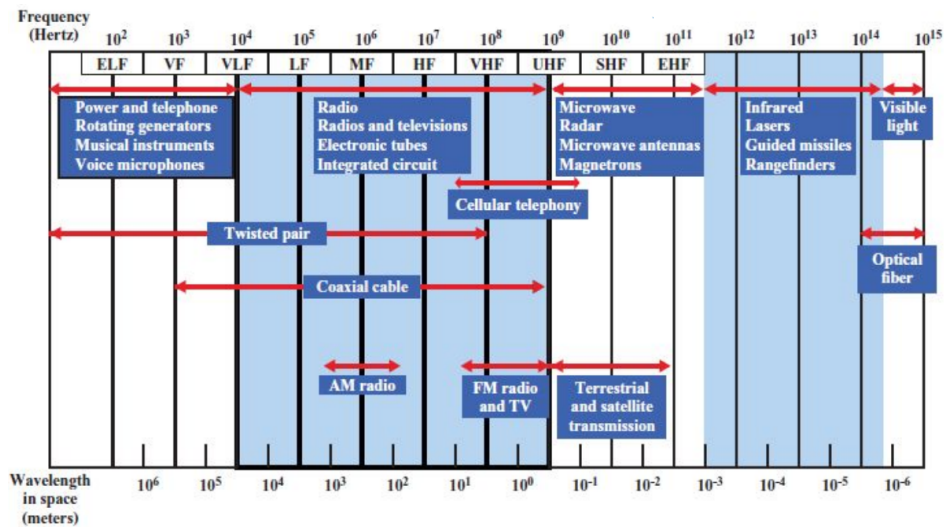 Frequency
(Hertz) 10² 10³ 10⁴ 10⁵ 10⁶ 10⁷ 10⁸ 10⁹ 10¹⁰ 10¹¹ 10¹² 10¹³ 10¹⁴ 10¹⁵
ELF VF VLF LF MF HF VHF UHF SHF EHF
Power and telephone
Rotating generators
Musical instruments
Voice microphones
Radio
Radios and televisions
Electronic tubes
Integrated circuit
Microwave
Radar
Microwave antennas
Magnetrons
Infrared
Lasers
Guided missiles
Rangefinders
Visible
light
Cellular telephony
Twisted pair
Optical
fiber
Coaxial cable
AM radio
FM radio
and TV
Terrestrial
and satellite
transmission
Wavelength
in space
(meters)
10⁶ 10⁵ 10⁴ 10³ 10² 10¹ 10⁰ 10⁻¹ 10⁻² 10⁻³ 10⁻⁴ 10⁻⁵ 10⁻⁶